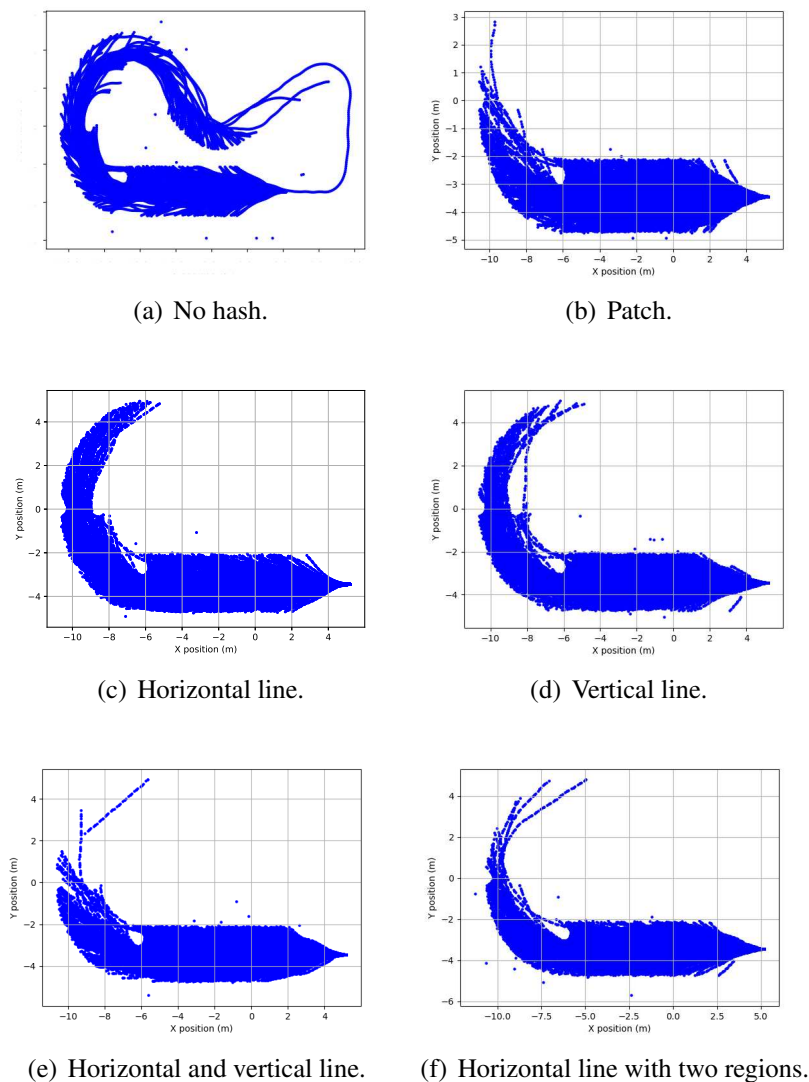 (a) No hash.
3
2
1
0
−1
−2
−3
−4
−5
Y position (m)
−10 −8 −6 −4 −2 0 2 4
X position (m)
(b) Patch.
4
2
0
−2
−4
Y position (m)
−10 −8 −6 −4 −2 0 2 4
X position (m)
(c) Horizontal line.
4
2
0
−2
−4
Y position (m)
−10 −8 −6 −4 −2 0 2 4
X position (m)
(d) Vertical line.
4
2
0
−2
−4
Y position (m)
−10 −8 −6 −4 −2 0 2 4
X position (m)
(e) Horizontal and vertical line.
4
2
0
−2
−4
−6
Y position (m)
−10.0 −7.5 −5.0 −2.5 0.0 2.5 5.0
X position (m)
(f) Horizontal line with two regions.